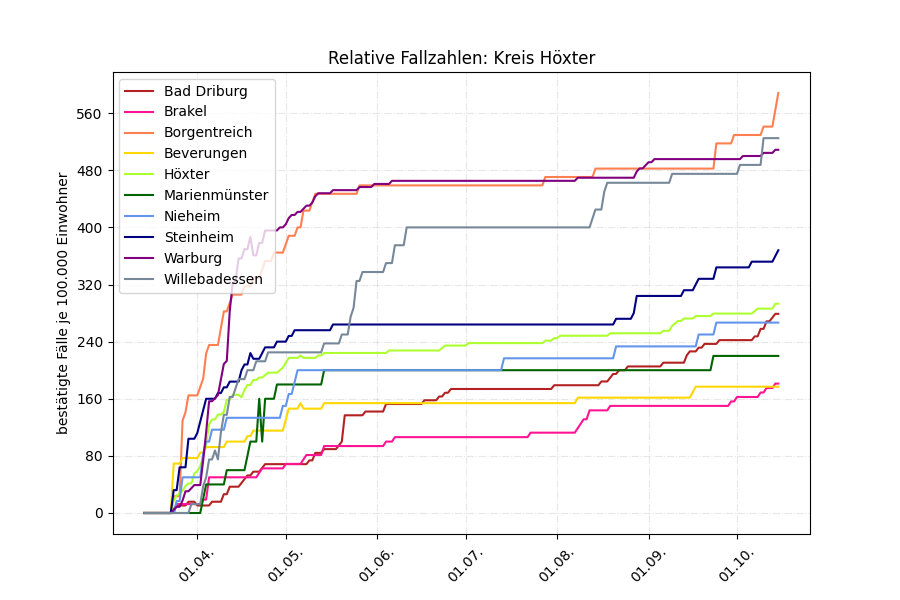 Relative Fallzahlen: Kreis Höxter
bestätigte Fälle je 100.000 Einwohner
560
480
400
320
240
160
80
0
Bad Driburg
Brakel
Borgentreich
Beverungen
Höxter
Marienmünster
Nieheim
Steinheim
Warburg
Willebadessen
01.04.
01.05.
01.06.
01.07.
01.08.
01.09.
01.10.